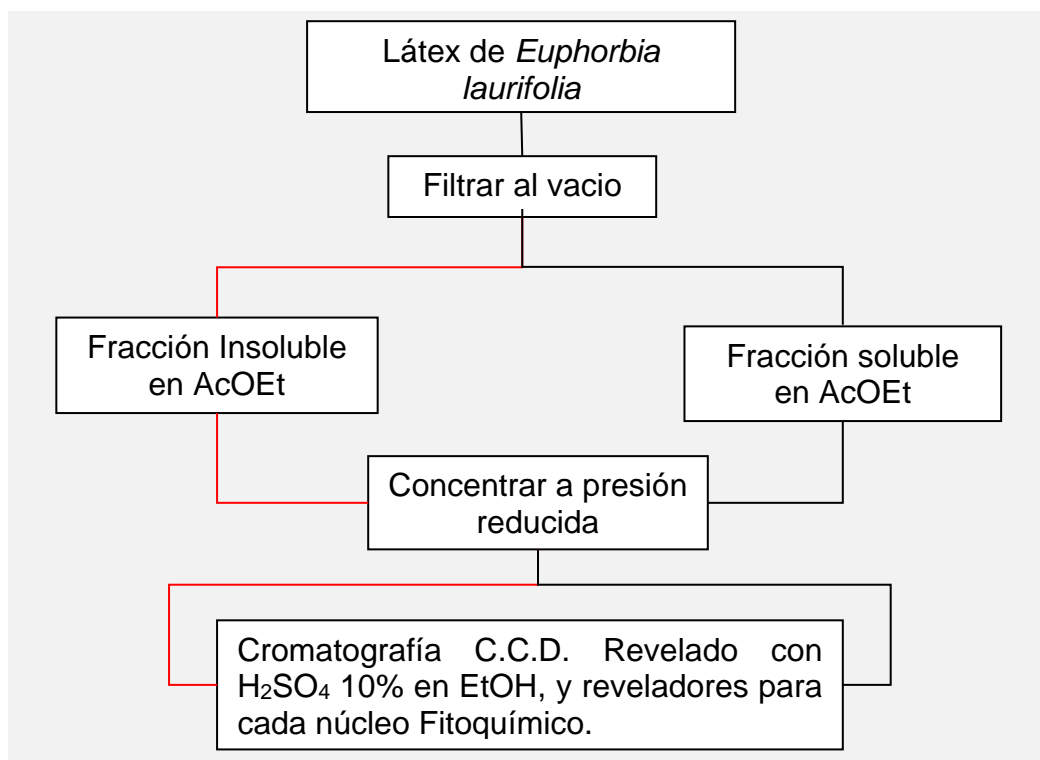 Látex de Euphorbia
laurifolia
Filtrar al vacio
Fracción Insoluble
en AcOEt
Fracción soluble
en AcOEt
Concentrar a presión
reducida
Cromatografía C.C.D. Revelado con
H₂SO₄ 10% en EtOH, y reveladores para
cada núcleo Fitoquímico.